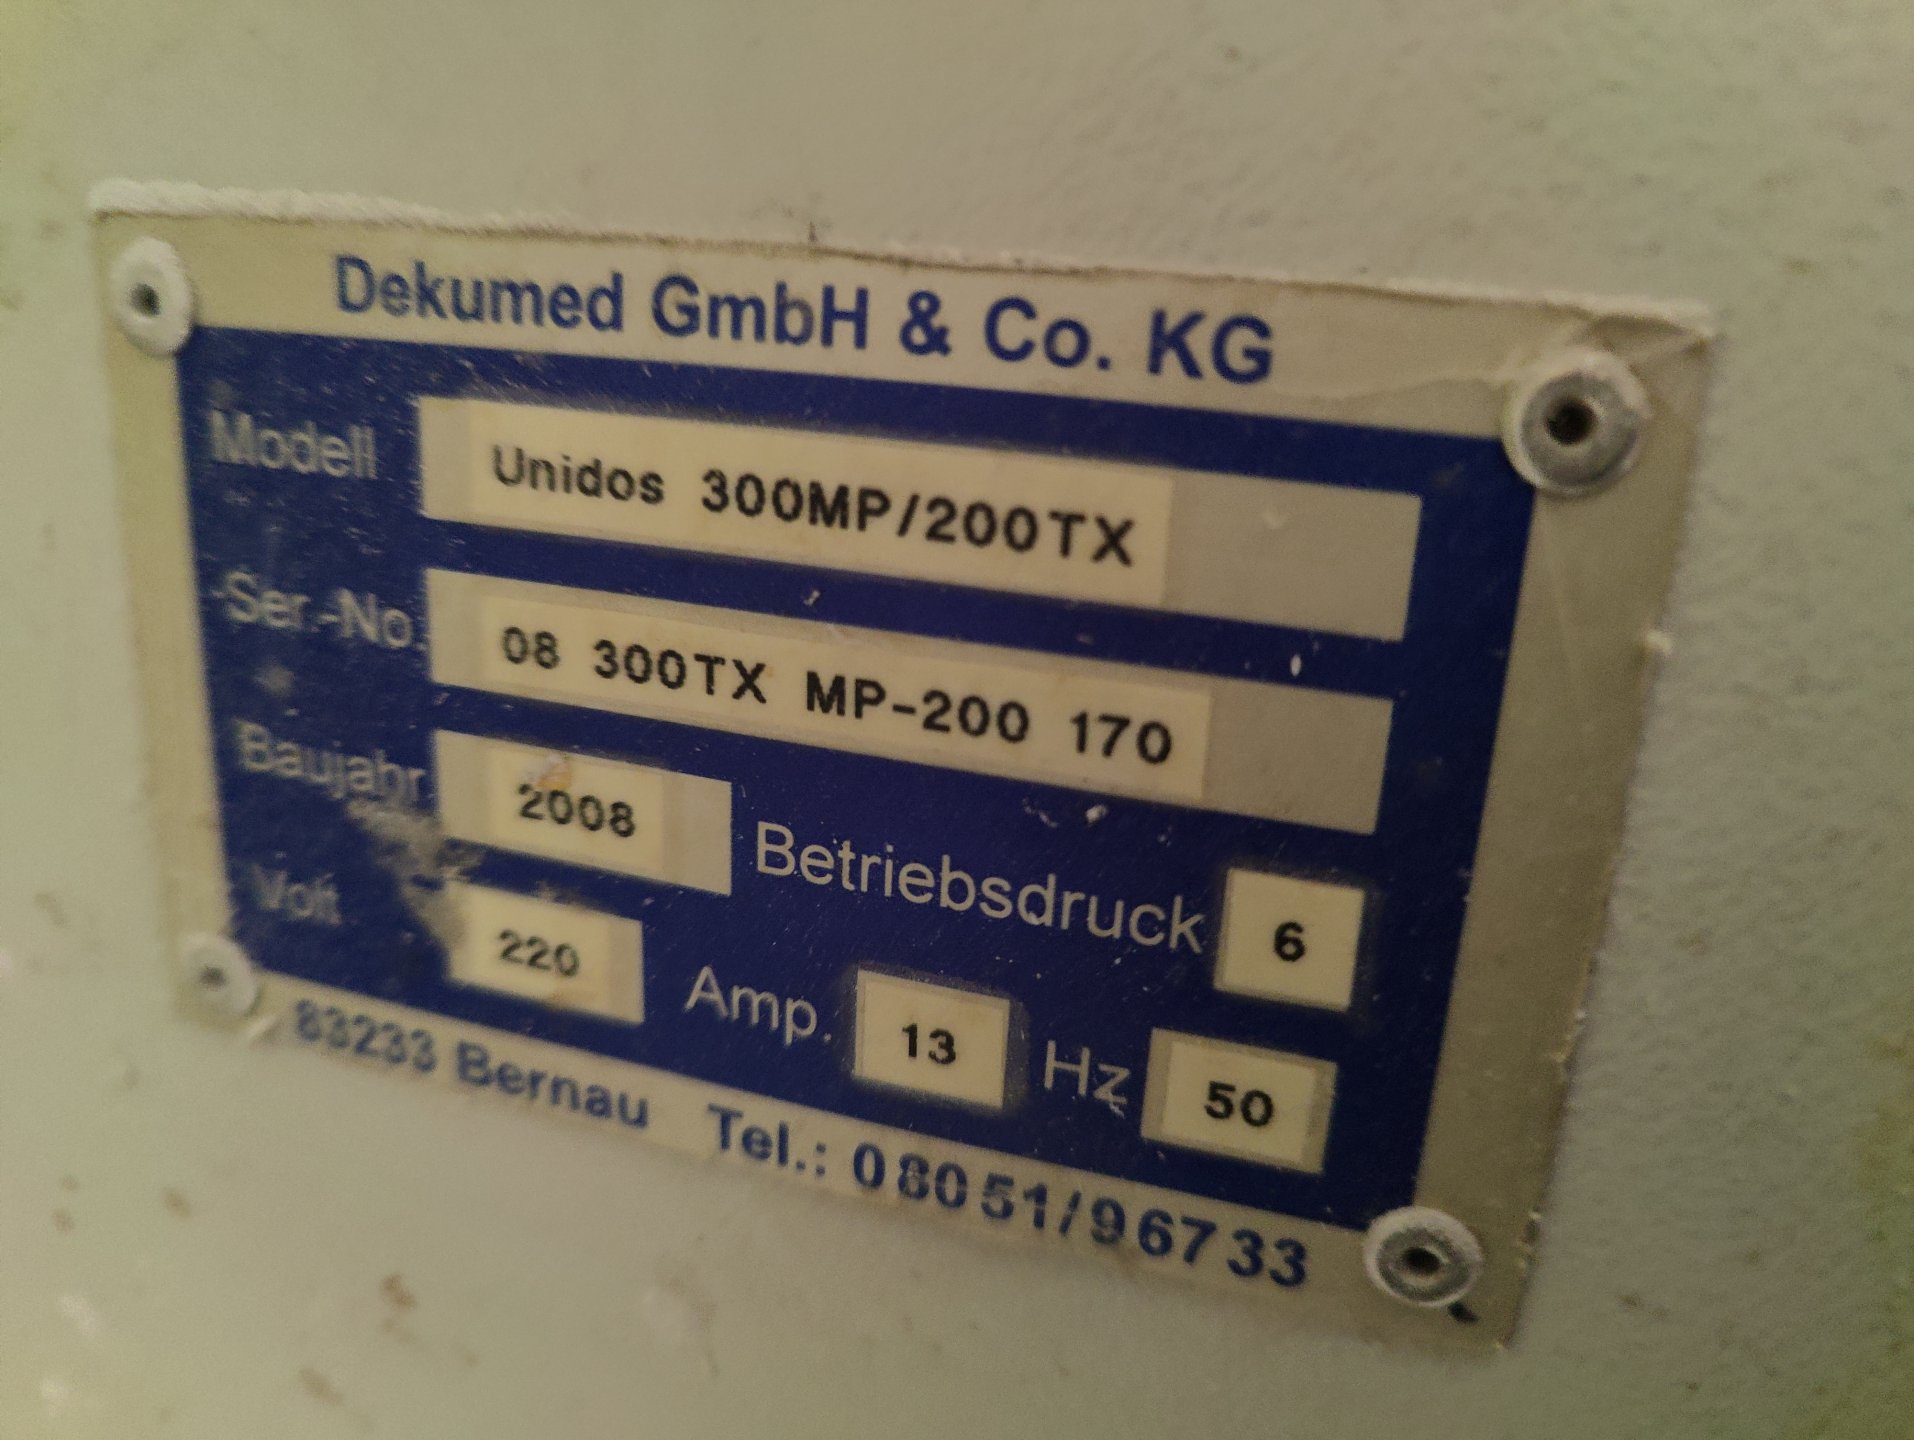 Dekumed GmbH & Co. KG
Modell Unidos 300MP/200TX
Ser.-No. 08 300TX MP-200 170
Baujahr 2008 Betriebsdruck 6
Volt 220 Amp. 13 Hz 50
83233 Bernau Tel.: 08051/96733